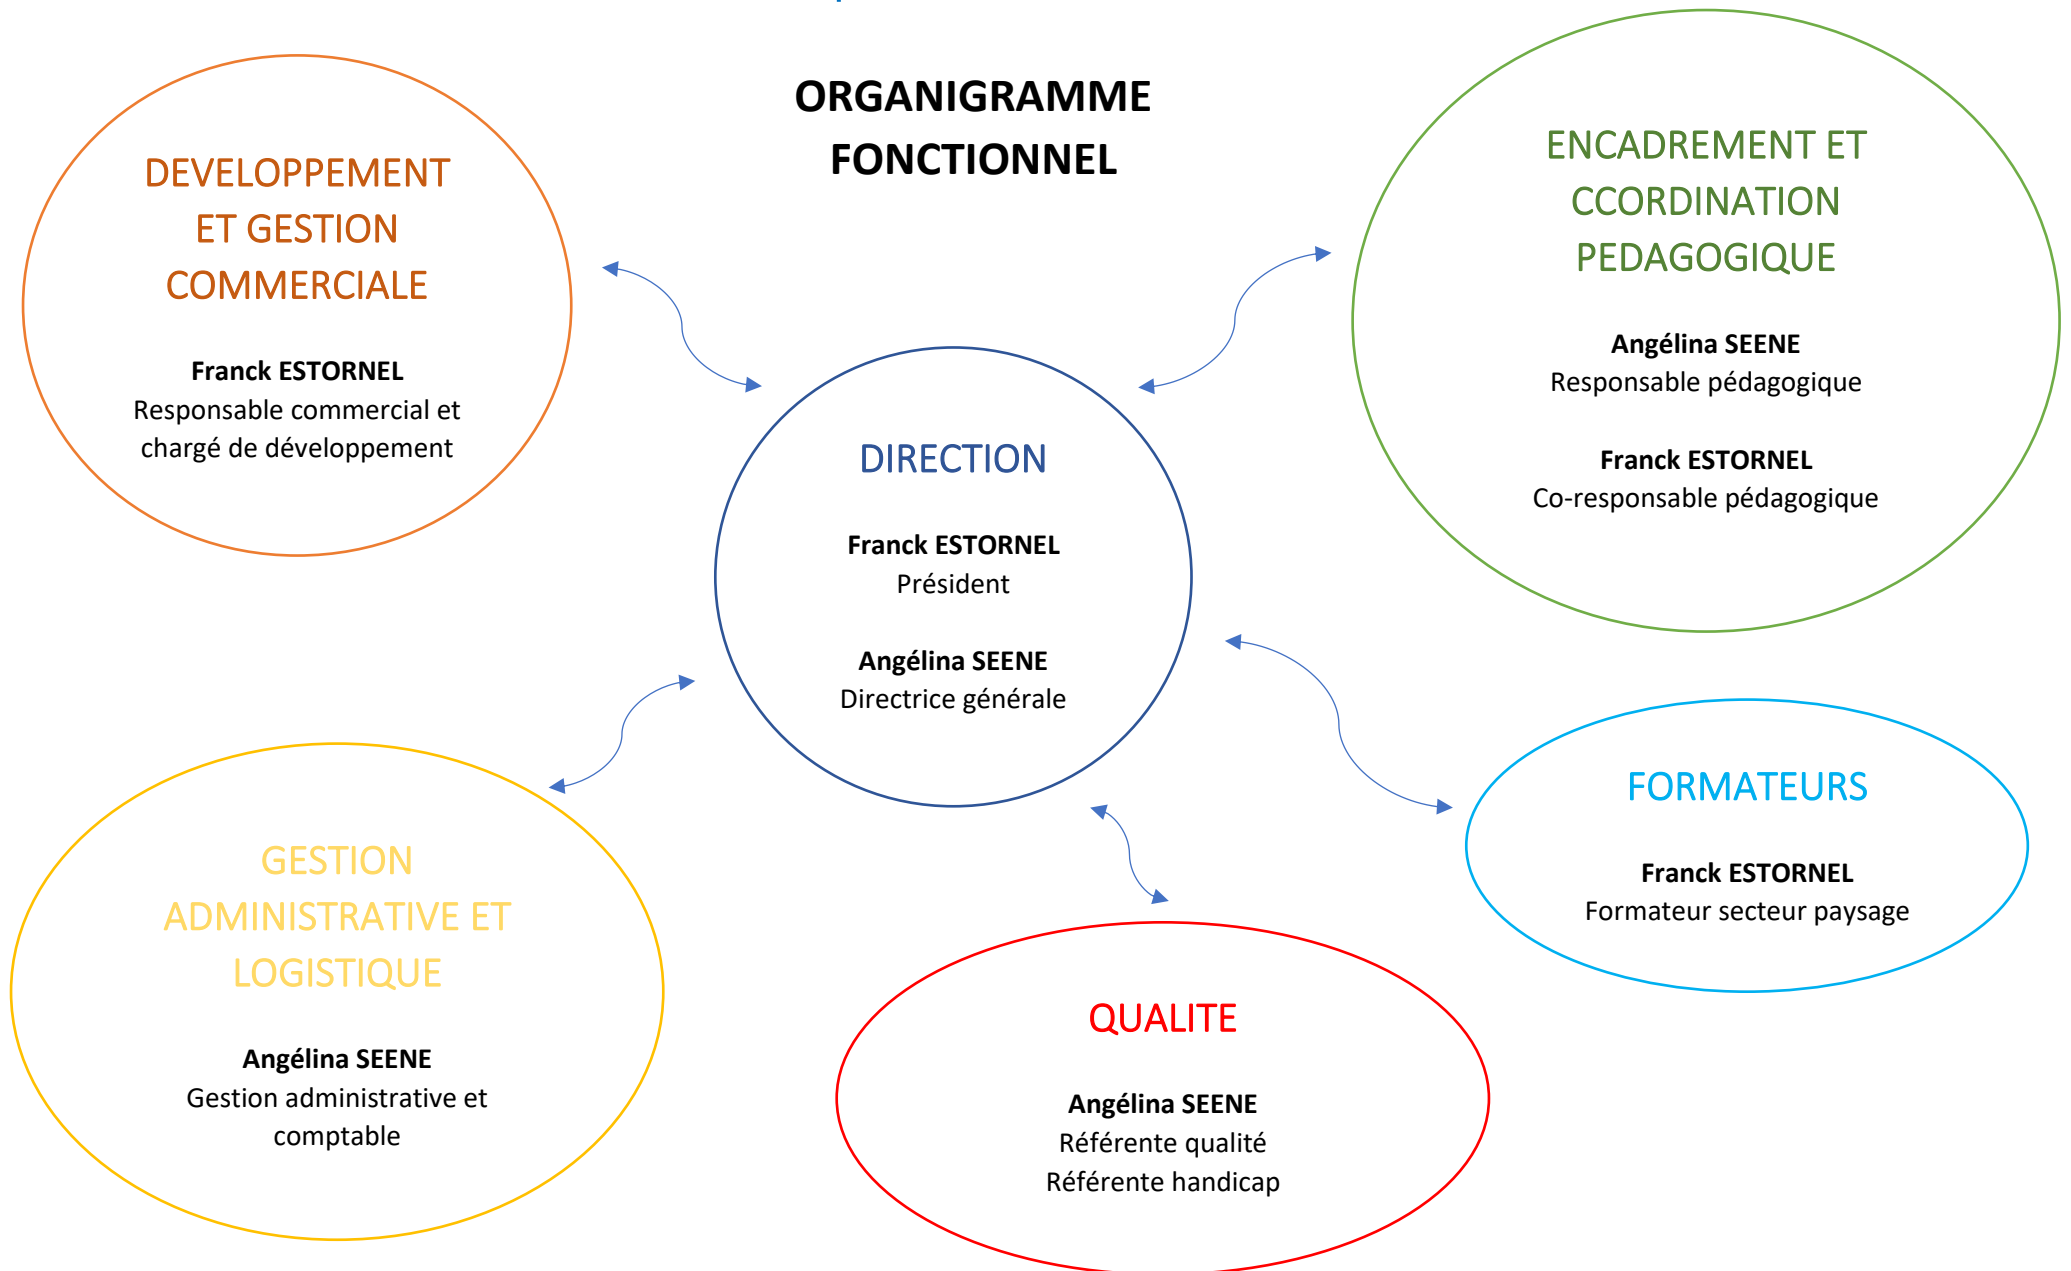 ORGANIGRAMME
FONCTIONNEL
DEVELOPPEMENT
ET GESTION
COMMERCIALE
Franck ESTORNEL
Responsable commercial et
chargé de développement
ENCADREMENT ET
CCORDINATION
PEDAGOGIQUE
Angélina SEENE
Responsable pédagogique
Franck ESTORNEL
Co-responsable pédagogique
DIRECTION
Franck ESTORNEL
Président
Angélina SEENE
Directrice générale
FORMATEURS
Franck ESTORNEL
Formateur secteur paysage
GESTION
ADMINISTRATIVE ET
LOGISTIQUE
Angélina SEENE
Gestion administrative et
comptable
QUALITE
Angélina SEENE
Référente qualité
Référente handicap